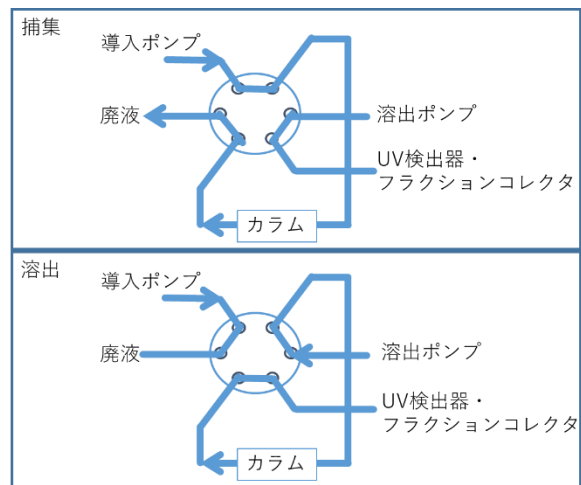 捕集
導入ポンプ
廃液
溶出ポンプ
UV検出器・
フラクションコレクタ
カラム
溶出
導入ポンプ
廃液
溶出ポンプ
UV検出器・
フラクションコレクタ
カラム